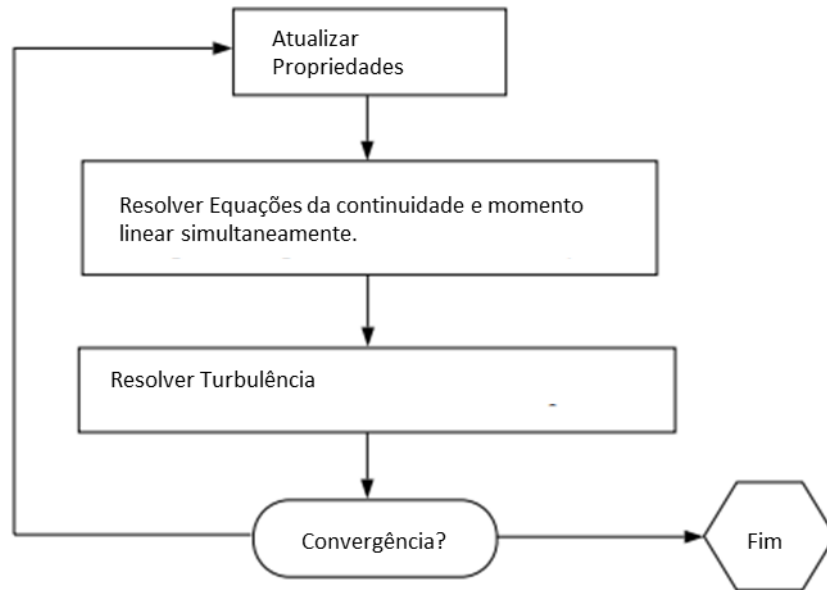 Atualizar
Propriedades
Resolver Equações da continuidade e momento
linear simultaneamente.
Resolver Turbulência
Convergência?
Fim